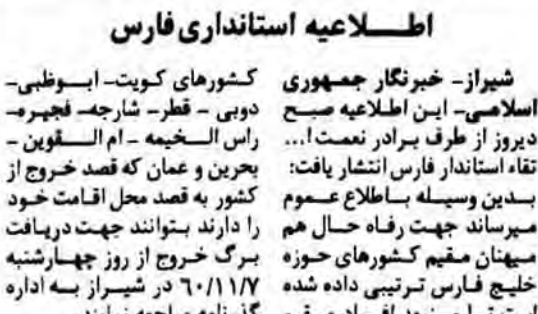 اطــــلاعیه استانداری فارس
شیراز- خبرنگار جمهوری
اسلامی- این اطلاعیه صبح
دیروز از طرف برادر نعمت ا...
تقاء استاندار فارس انتشار یافت:
بدین وسیله باطلاع عموم
میرساند جهت رفاه حال هم
میهنان مقیم کشورهای حوزه
خلیج فارس ترتیبی داده شده
کشورهای کویت- ابوظبی-
دوبی - قطر- شارجه- فجیره-
راس الخیمه - ام القوین -
بحرین و عمان که قصد خروج از
کشور به قصد محل اقامت خود
را دارند بتوانند جهت دریافت
برگ خروج از روز چهارشنبه
۶۰/۱۱/۷ در شیراز به اداره